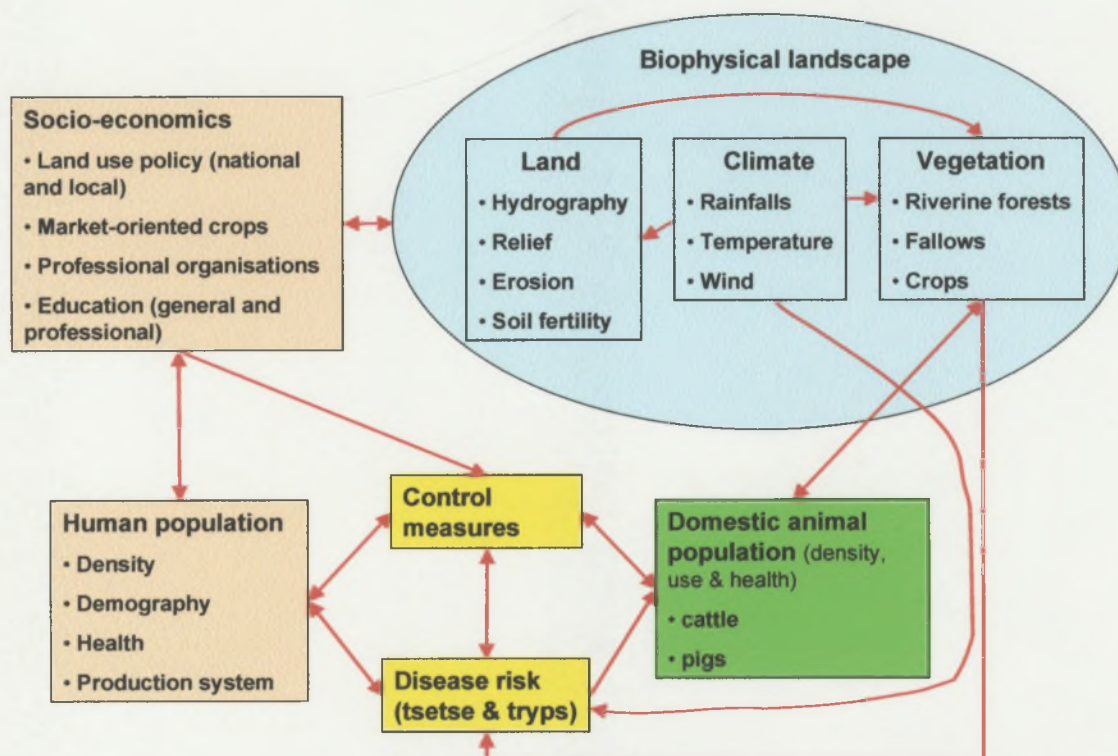 Biophysical landscape
Socio-economics
• Land use policy (national
and local)
• Market-oriented crops
• Professional organisations
• Education (general and
professional)
Land
• Hydrography
• Relief
• Erosion
• Soil fertility
Climate
• Rainfalls
• Temperature
• Wind
Vegetation
• Riverine forests
• Fallows
• Crops
Human population
• Density
• Demography
• Health
• Production system
Control
measures
Disease risk
(tsetse & tryps)
Domestic animal
population (density,
use & health)
• cattle
• pigs